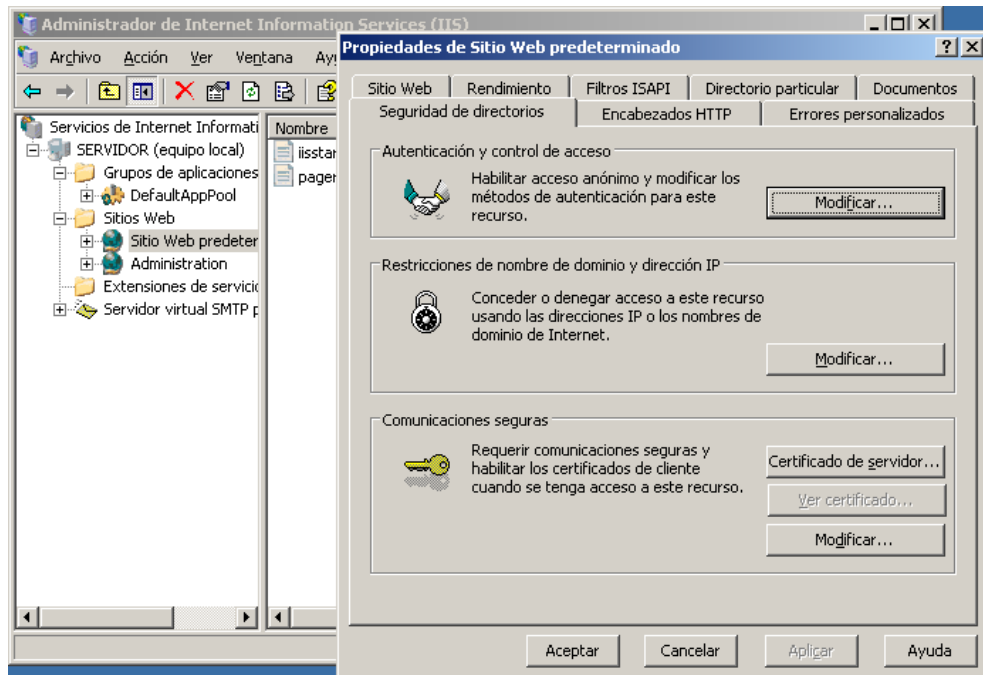 Administrador de Internet Information Services (IIS)
Archivo Acción Ver Ventana Ayu
Servicios de Internet Informati
SERVIDOR (equipo local)
Grupos de aplicaciones
DefaultAppPool
Sitios Web
Sitio Web predeter
Administration
Extensiones de servicio
Servidor virtual SMTP p
Nombre
iisstar
pager
Propiedades de Sitio Web predeterminado
Sitio Web Rendimiento Filtros ISAPI Directorio particular Documentos
Seguridad de directorios Encabezados HTTP Errores personalizados
Autenticación y control de acceso
Habilitar acceso anónimo y modificar los
métodos de autenticación para este
recurso.
Modificar...
Restricciones de nombre de dominio y dirección IP
Conceder o denegar acceso a este recurso
usando las direcciones IP o los nombres de
dominio de Internet.
Modificar...
Comunicaciones seguras
Requerir comunicaciones seguras y
habilitar los certificados de cliente
cuando se tenga acceso a este recurso.
Certificado de servidor...
Ver certificado...
Modificar...
Aceptar Cancelar Aplicar Ayuda